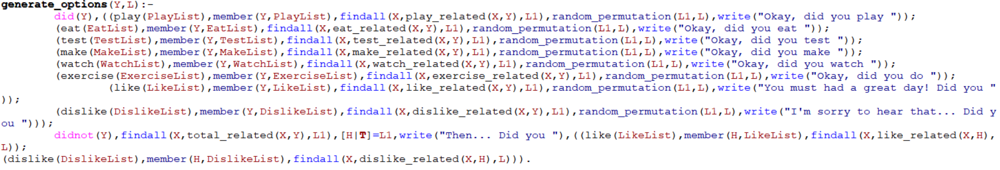 generate_options(Y,L):-
did(Y),((play(PlayList),member(Y,PlayList),findall(X,play_related(X,Y),L1),random_permutation(L1,L),write("Okay, did you play "));
(eat(EatList),member(Y,EatList),findall(X,eat_related(X,Y),L1),random_permutation(L1,L),write("Okay, did you eat "));
(test(TestList),member(Y,TestList),findall(X,test_related(X,Y),L1),random_permutation(L1,L),write("Okay, did you test "));
(make(MakeList),member(Y,MakeList),findall(X,make_related(X,Y),L1),random_permutation(L1,L),write("Okay, did you make "));
(watch(WatchList),member(Y,WatchList),findall(X,watch_related(X,Y),L1),random_permutation(L1,L),write("Okay, did you watch "));
(exercise(ExerciseList),member(Y,ExerciseList),findall(X,exercise_related(X,Y),L1),random_permutation(L1,L),write("Okay, did you do "));
(like(LikeList),member(Y,LikeList),findall(X,like_related(X,Y),L1),random_permutation(L1,L),write("You must had a great day! Did you "
));
(dislike(DislikeList),member(Y,DislikeList),findall(X,dislike_related(X,Y),L1),random_permutation(L1,L),write("I'm sorry to hear that... Did y
ou ")));
didnot(Y),findall(X,total_related(X,Y),L1),[H|T]=L1,write("Then... Did you "),((like(LikeList),member(H,LikeList),findall(X,like_related(X,H),
L));
(dislike(DislikeList),member(H,DislikeList),findall(X,dislike_related(X,H),L))).